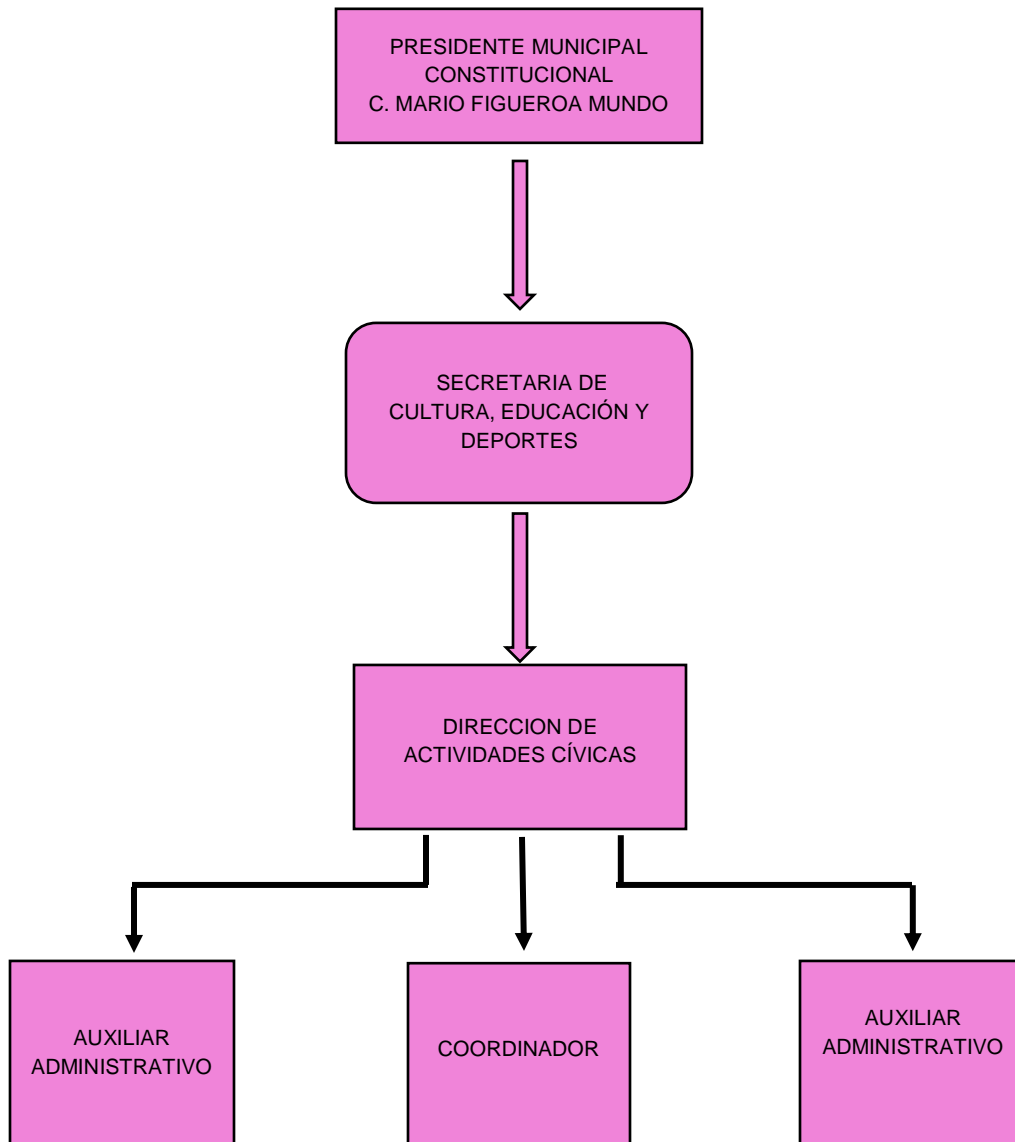 PRESIDENTE MUNICIPAL
CONSTITUCIONAL
C. MARIO FIGUEROA MUNDO
SECRETARIA DE
CULTURA, EDUCACIÓN Y
DEPORTES
DIRECCION DE
ACTIVIDADES CÍVICAS
AUXILIAR
ADMINISTRATIVO
COORDINADOR
AUXILIAR
ADMINISTRATIVO